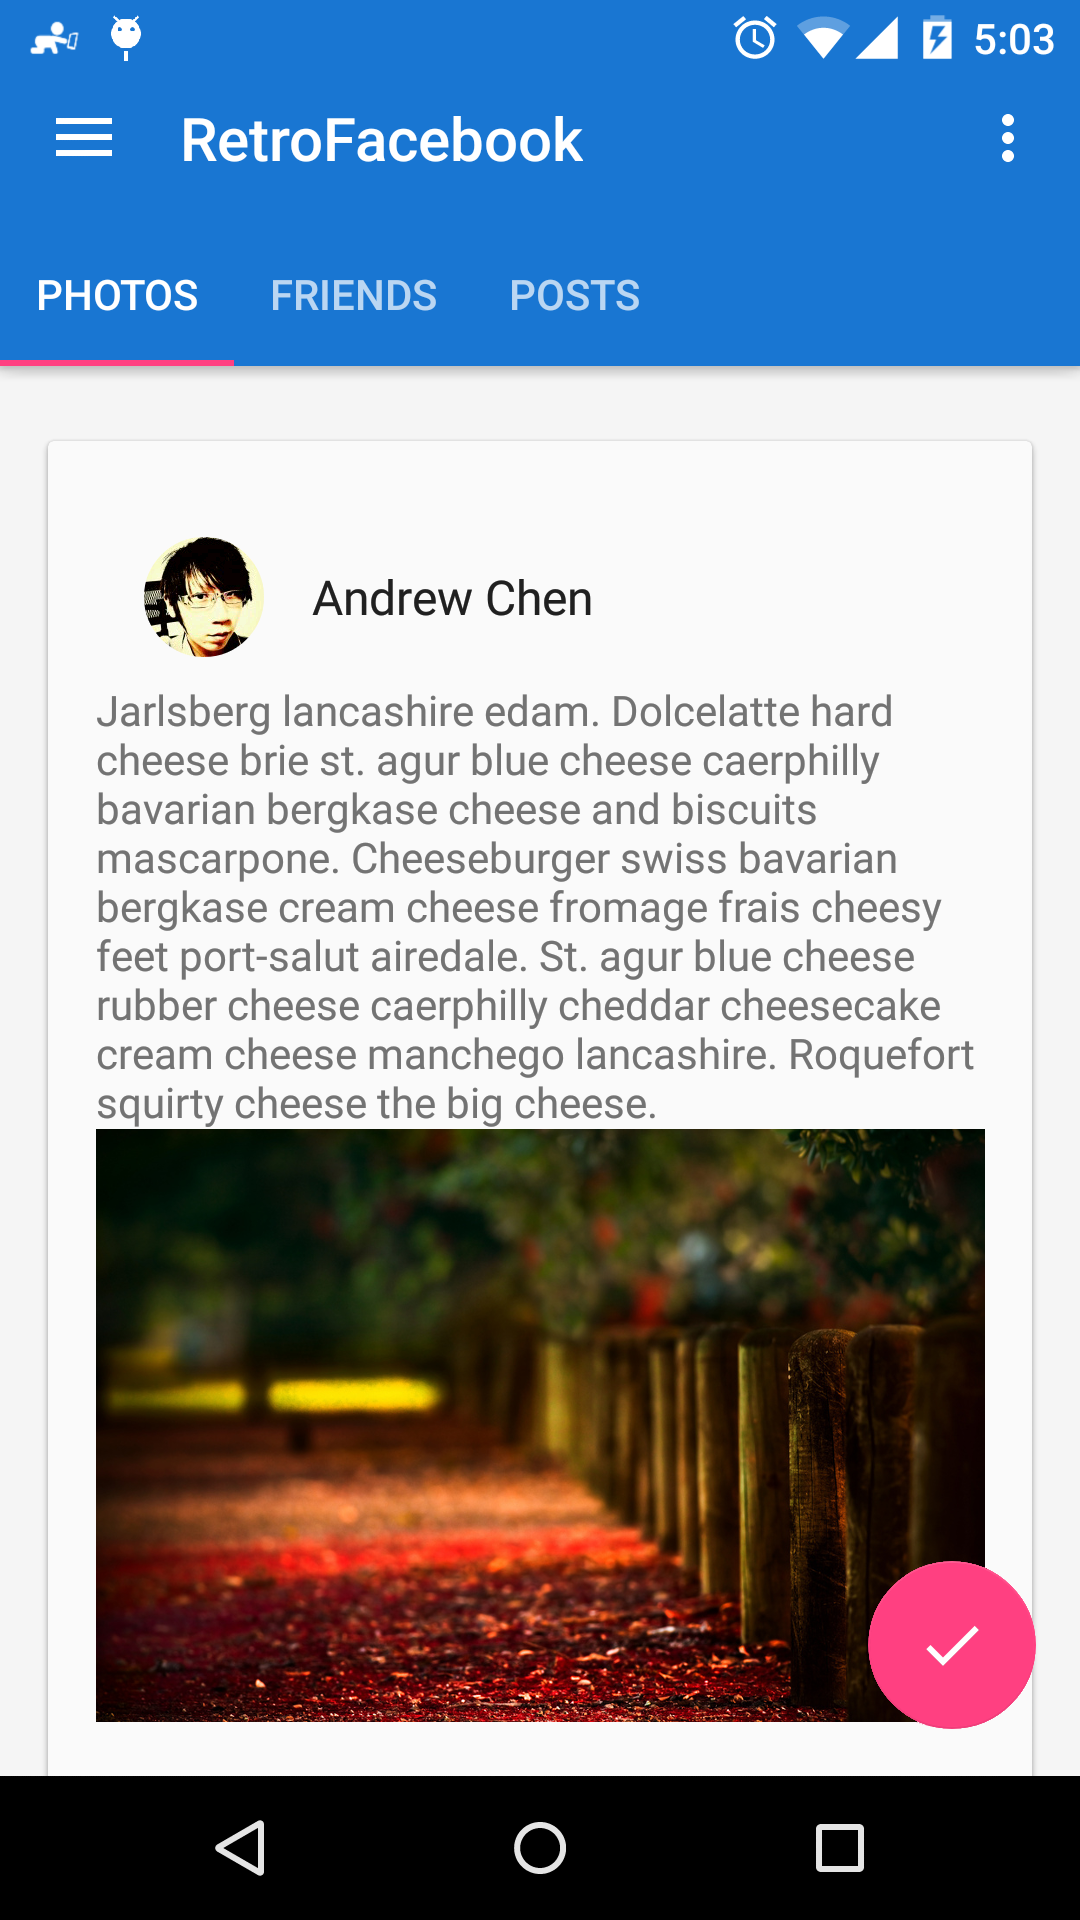 5:03
RetroFacebook
PHOTOS FRIENDS POSTS
Andrew Chen
Jarlsberg lancashire edam. Dolcelatte hard
cheese brie st. agur blue cheese caerphilly
bavarian bergkase cheese and biscuits
mascarpone. Cheeseburger swiss bavarian
bergkase cream cheese fromage frais cheesy
feet port-salut airedale. St. agur blue cheese
rubber cheese caerphilly cheddar cheesecake
cream cheese manchego lancashire. Roquefort
squirty cheese the big cheese.